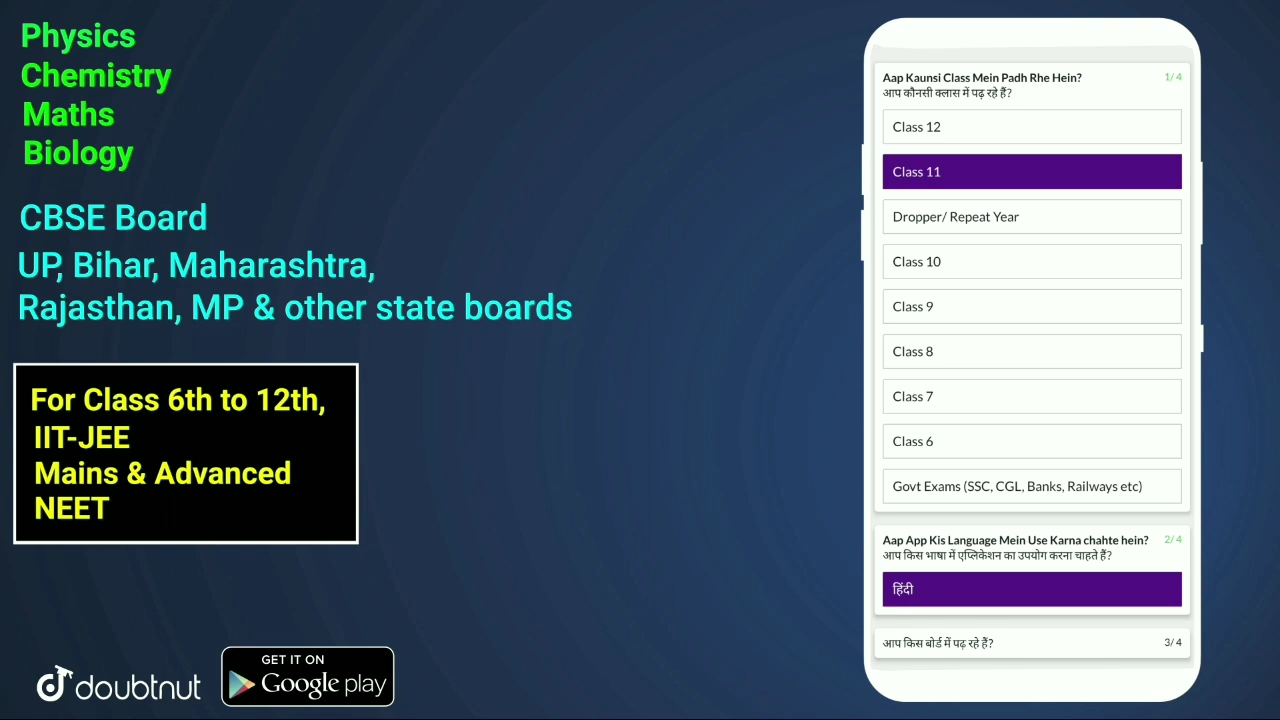 Physics
Chemistry
Maths
Biology
CBSE Board
UP, Bihar, Maharashtra,
Rajasthan, MP & other state boards
For Class 6th to 12th,
IIT-JEE
Mains & Advanced
NEET
doubtnut
GET IT ON
Google play
Aap Kaunsi Class Mein Padh Rhe Hein? 1/4
आप कौनसी क्लास में पढ़ रहे हैं?
Class 12
Class 11
Dropper/ Repeat Year
Class 10
Class 9
Class 8
Class 7
Class 6
Govt Exams (SSC, CGL, Banks, Railways etc)
Aap App Kis Language Mein Use Karna chahte hein? 2/4
आप किस भाषा में एप्लिकेशन का उपयोग करना चाहते हैं?
हिंदी
आप किस बोर्ड में पढ़ रहे हैं? 3/4